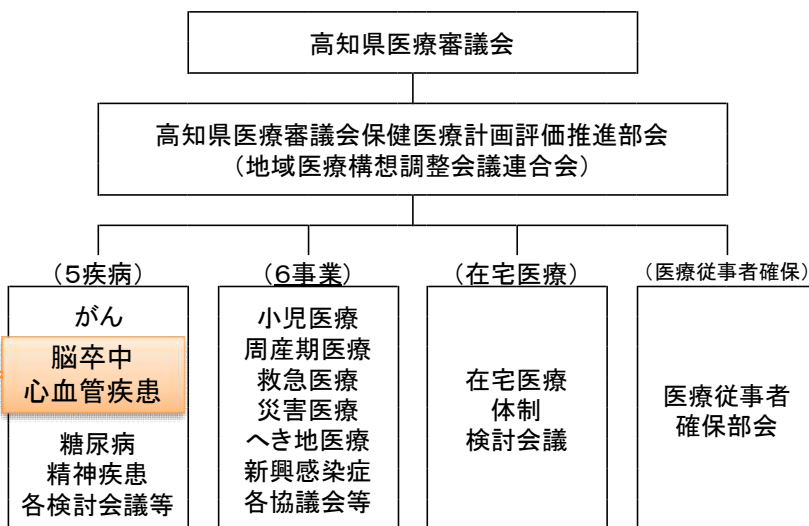 高知県医療審議会
高知県医療審議会保健医療計画評価推進部会
（地域医療構想調整会議連合会）
（5疾病）
がん
脳卒中
心血管疾患
糖尿病
精神疾患
各検討会議等
（6事業）
小児医療
周産期医療
救急医療
災害医療
へき地医療
新興感染症
各協議会等
（在宅医療）
在宅医療
体制
検討会議
（医療従事者確保）
医療従事者
確保部会